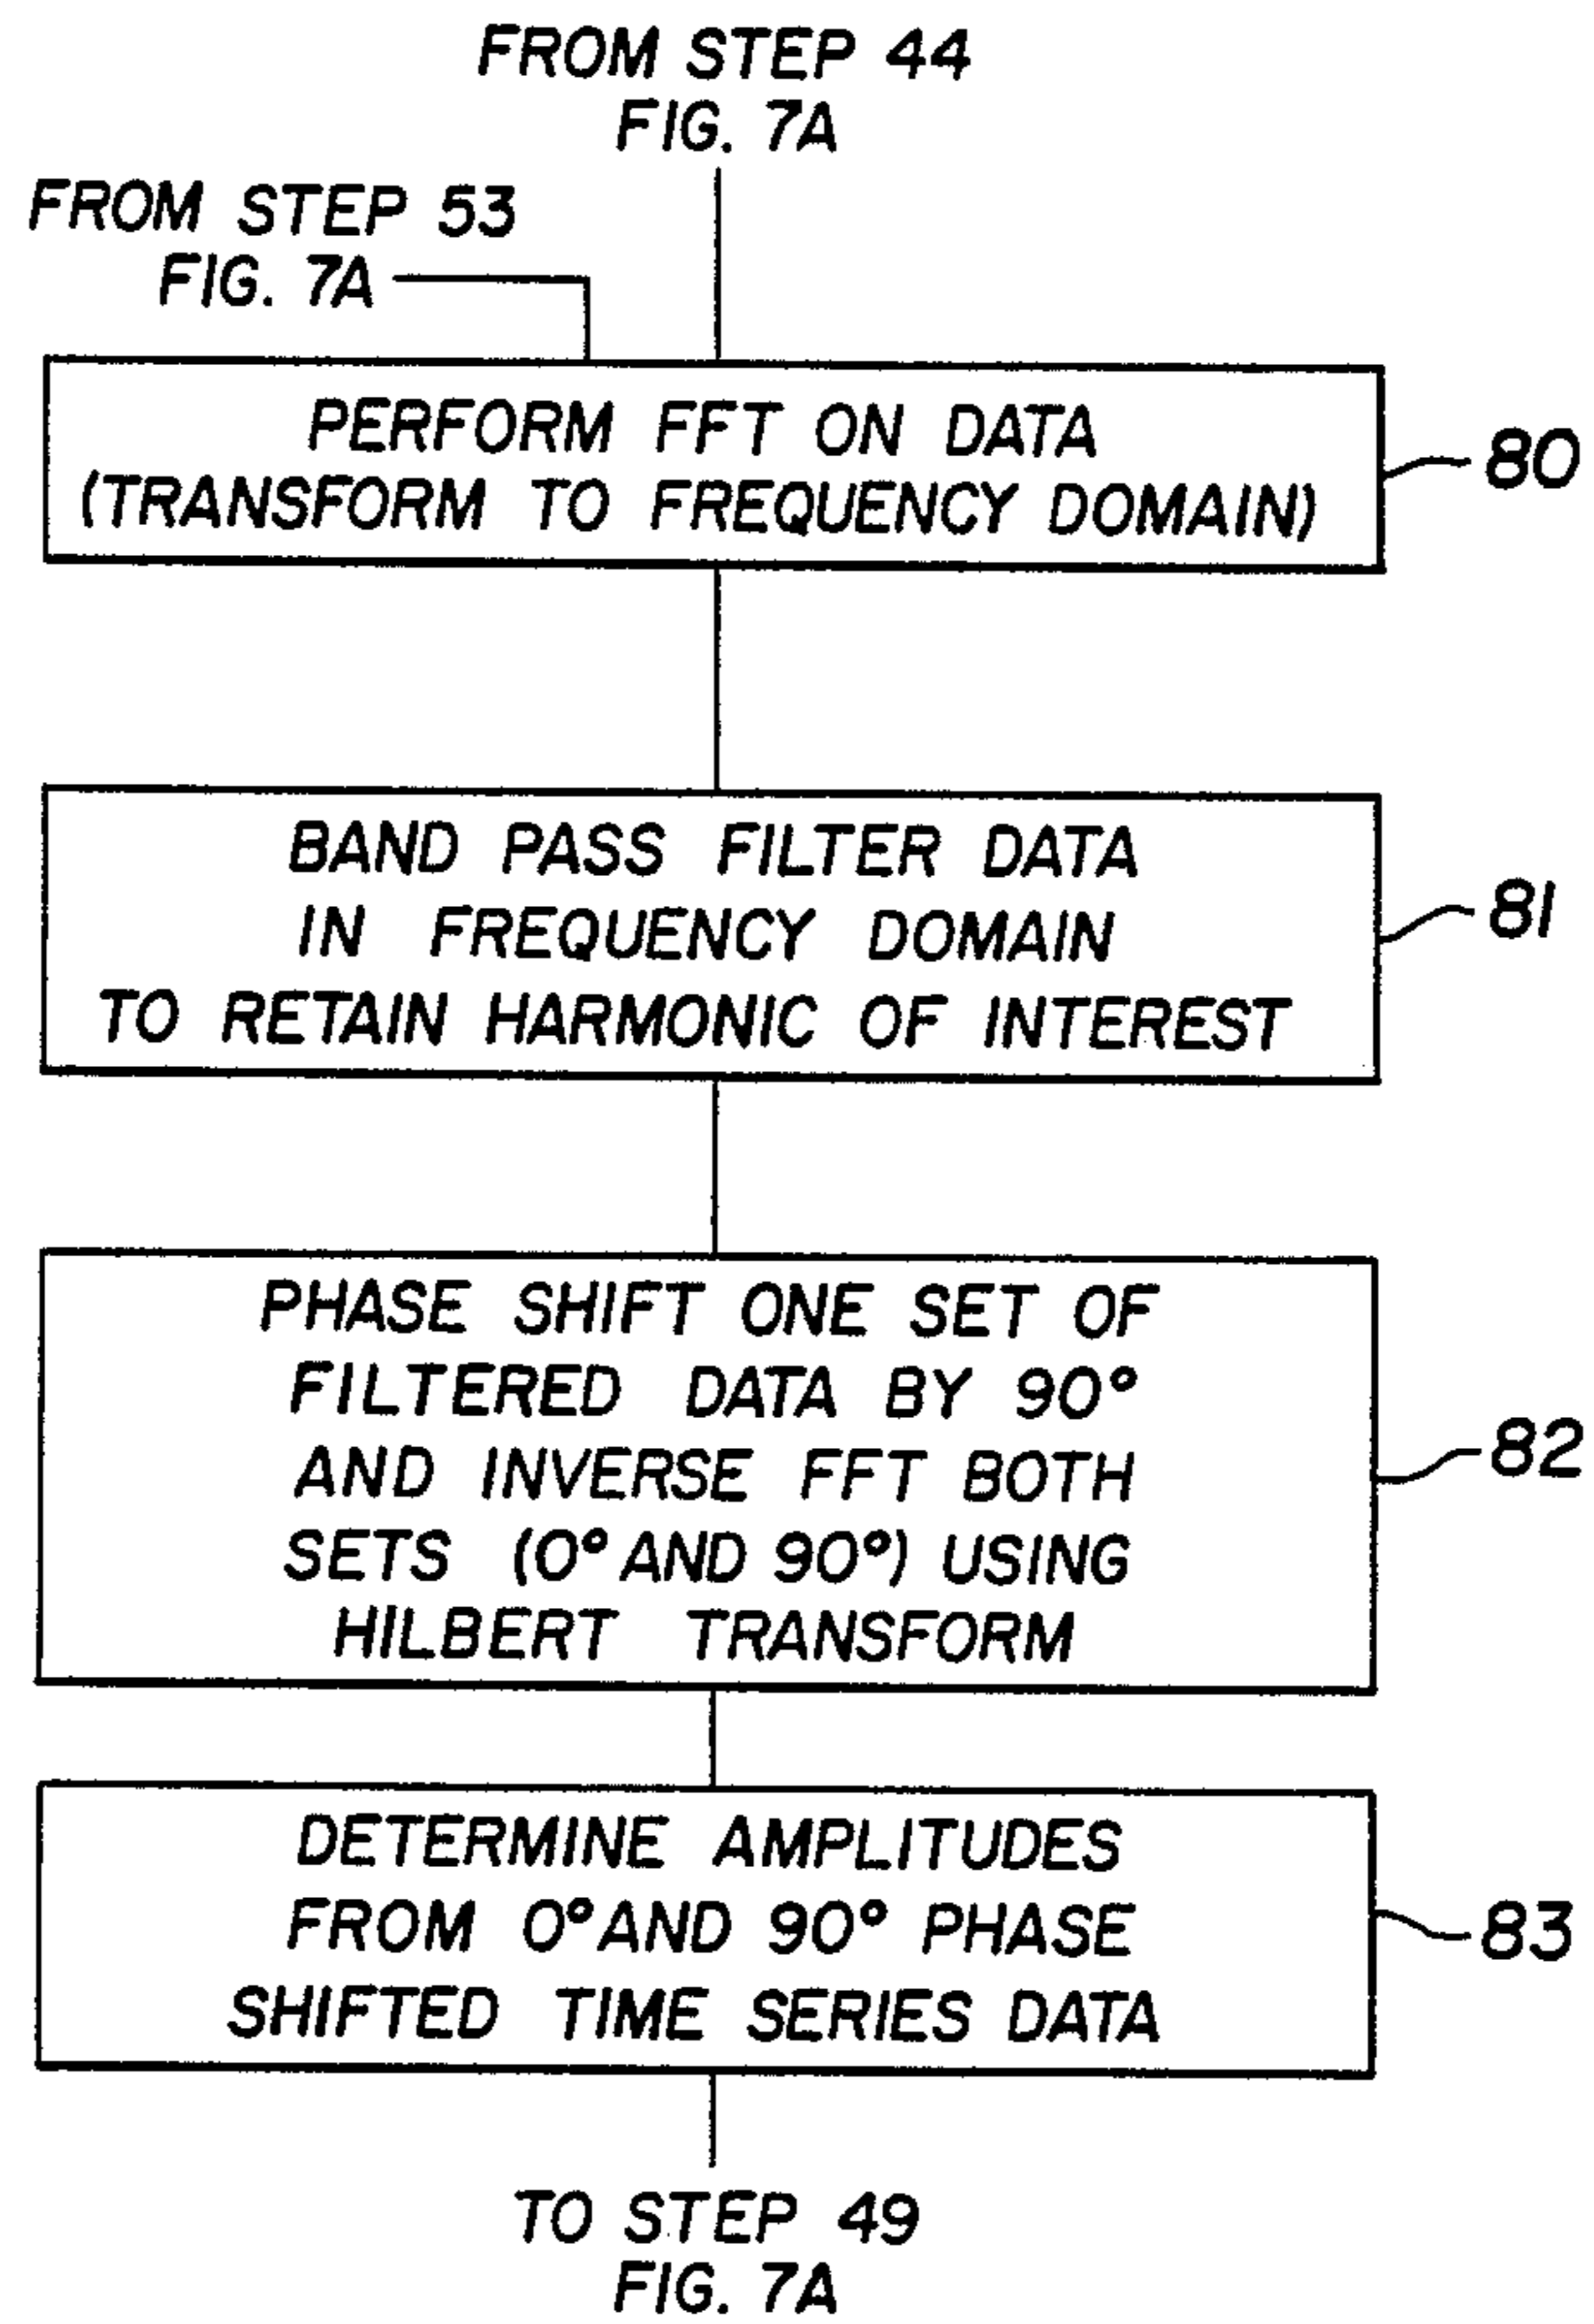 FROM STEP 44
FIG. 7A
FROM STEP 53
FIG. 7A
PERFORM FFT ON DATA
(TRANSFORM TO FREQUENCY DOMAIN)
80
BAND PASS FILTER DATA
IN FREQUENCY DOMAIN
TO RETAIN HARMONIC OF INTEREST
81
PHASE SHIFT ONE SET OF
FILTERED DATA BY 90°
AND INVERSE FFT BOTH
SETS (0° AND 90°) USING
HILBERT TRANSFORM
82
DETERMINE AMPLITUDES
FROM 0° AND 90° PHASE
SHIFTED TIME SERIES DATA
83
TO STEP 49
FIG. 7A